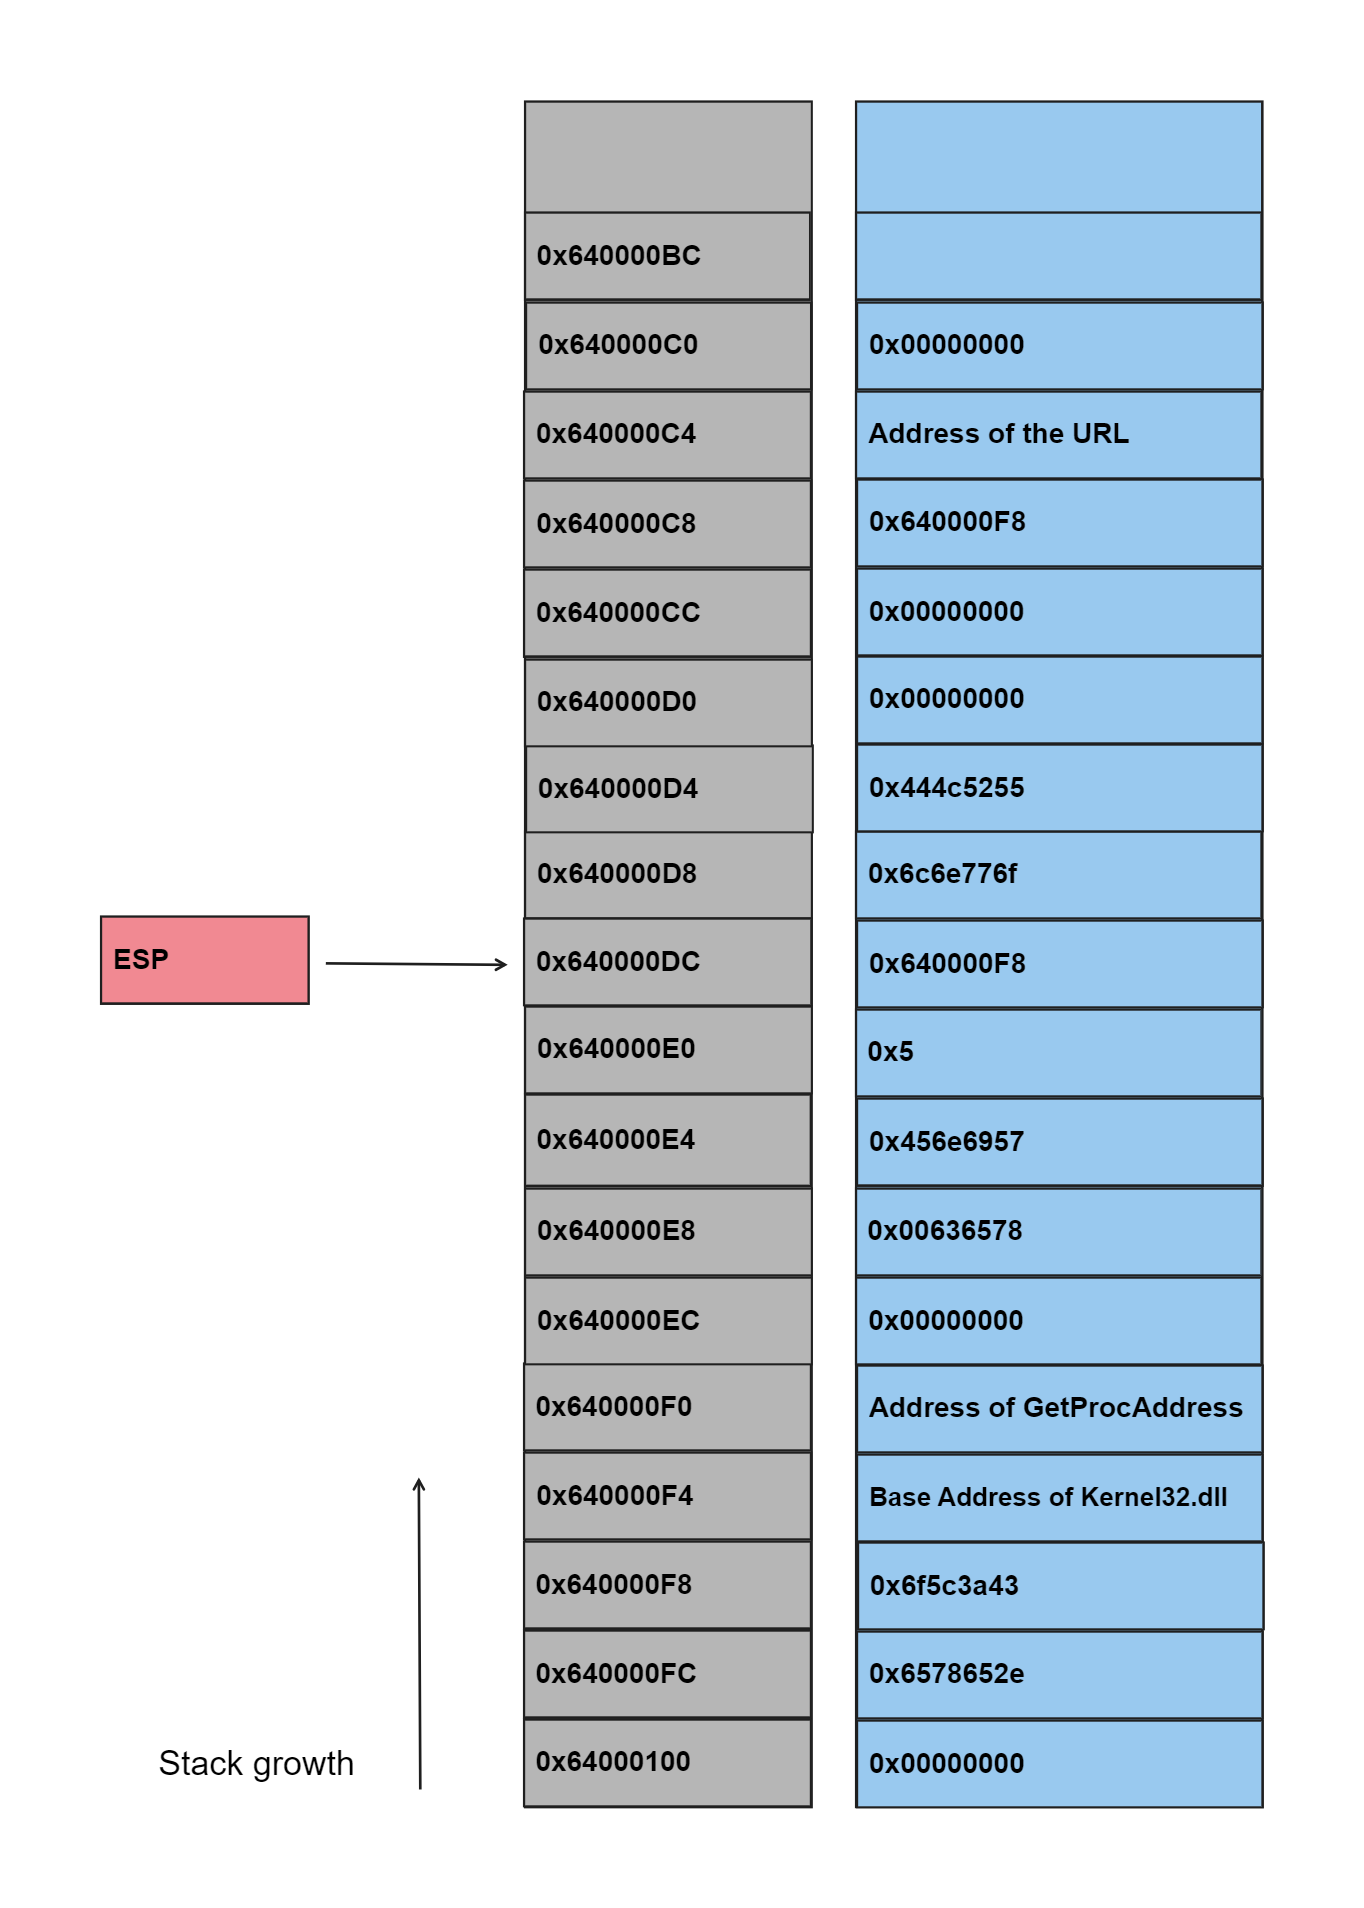 0x640000BC
0x640000C0 0x00000000
0x640000C4 Address of the URL
0x640000C8 0x640000F8
0x640000CC 0x00000000
0x640000D0 0x00000000
0x640000D4 0x444c5255
0x640000D8 0x6c6e776f
ESP 0x640000DC 0x640000F8
0x640000E0 0x5
0x640000E4 0x456e6957
0x640000E8 0x00636578
0x640000EC 0x00000000
0x640000F0 Address of GetProcAddress
0x640000F4 Base Address of Kernel32.dll
0x640000F8 0x6f5c3a43
0x640000FC 0x6578652e
Stack growth 0x64000100 0x00000000